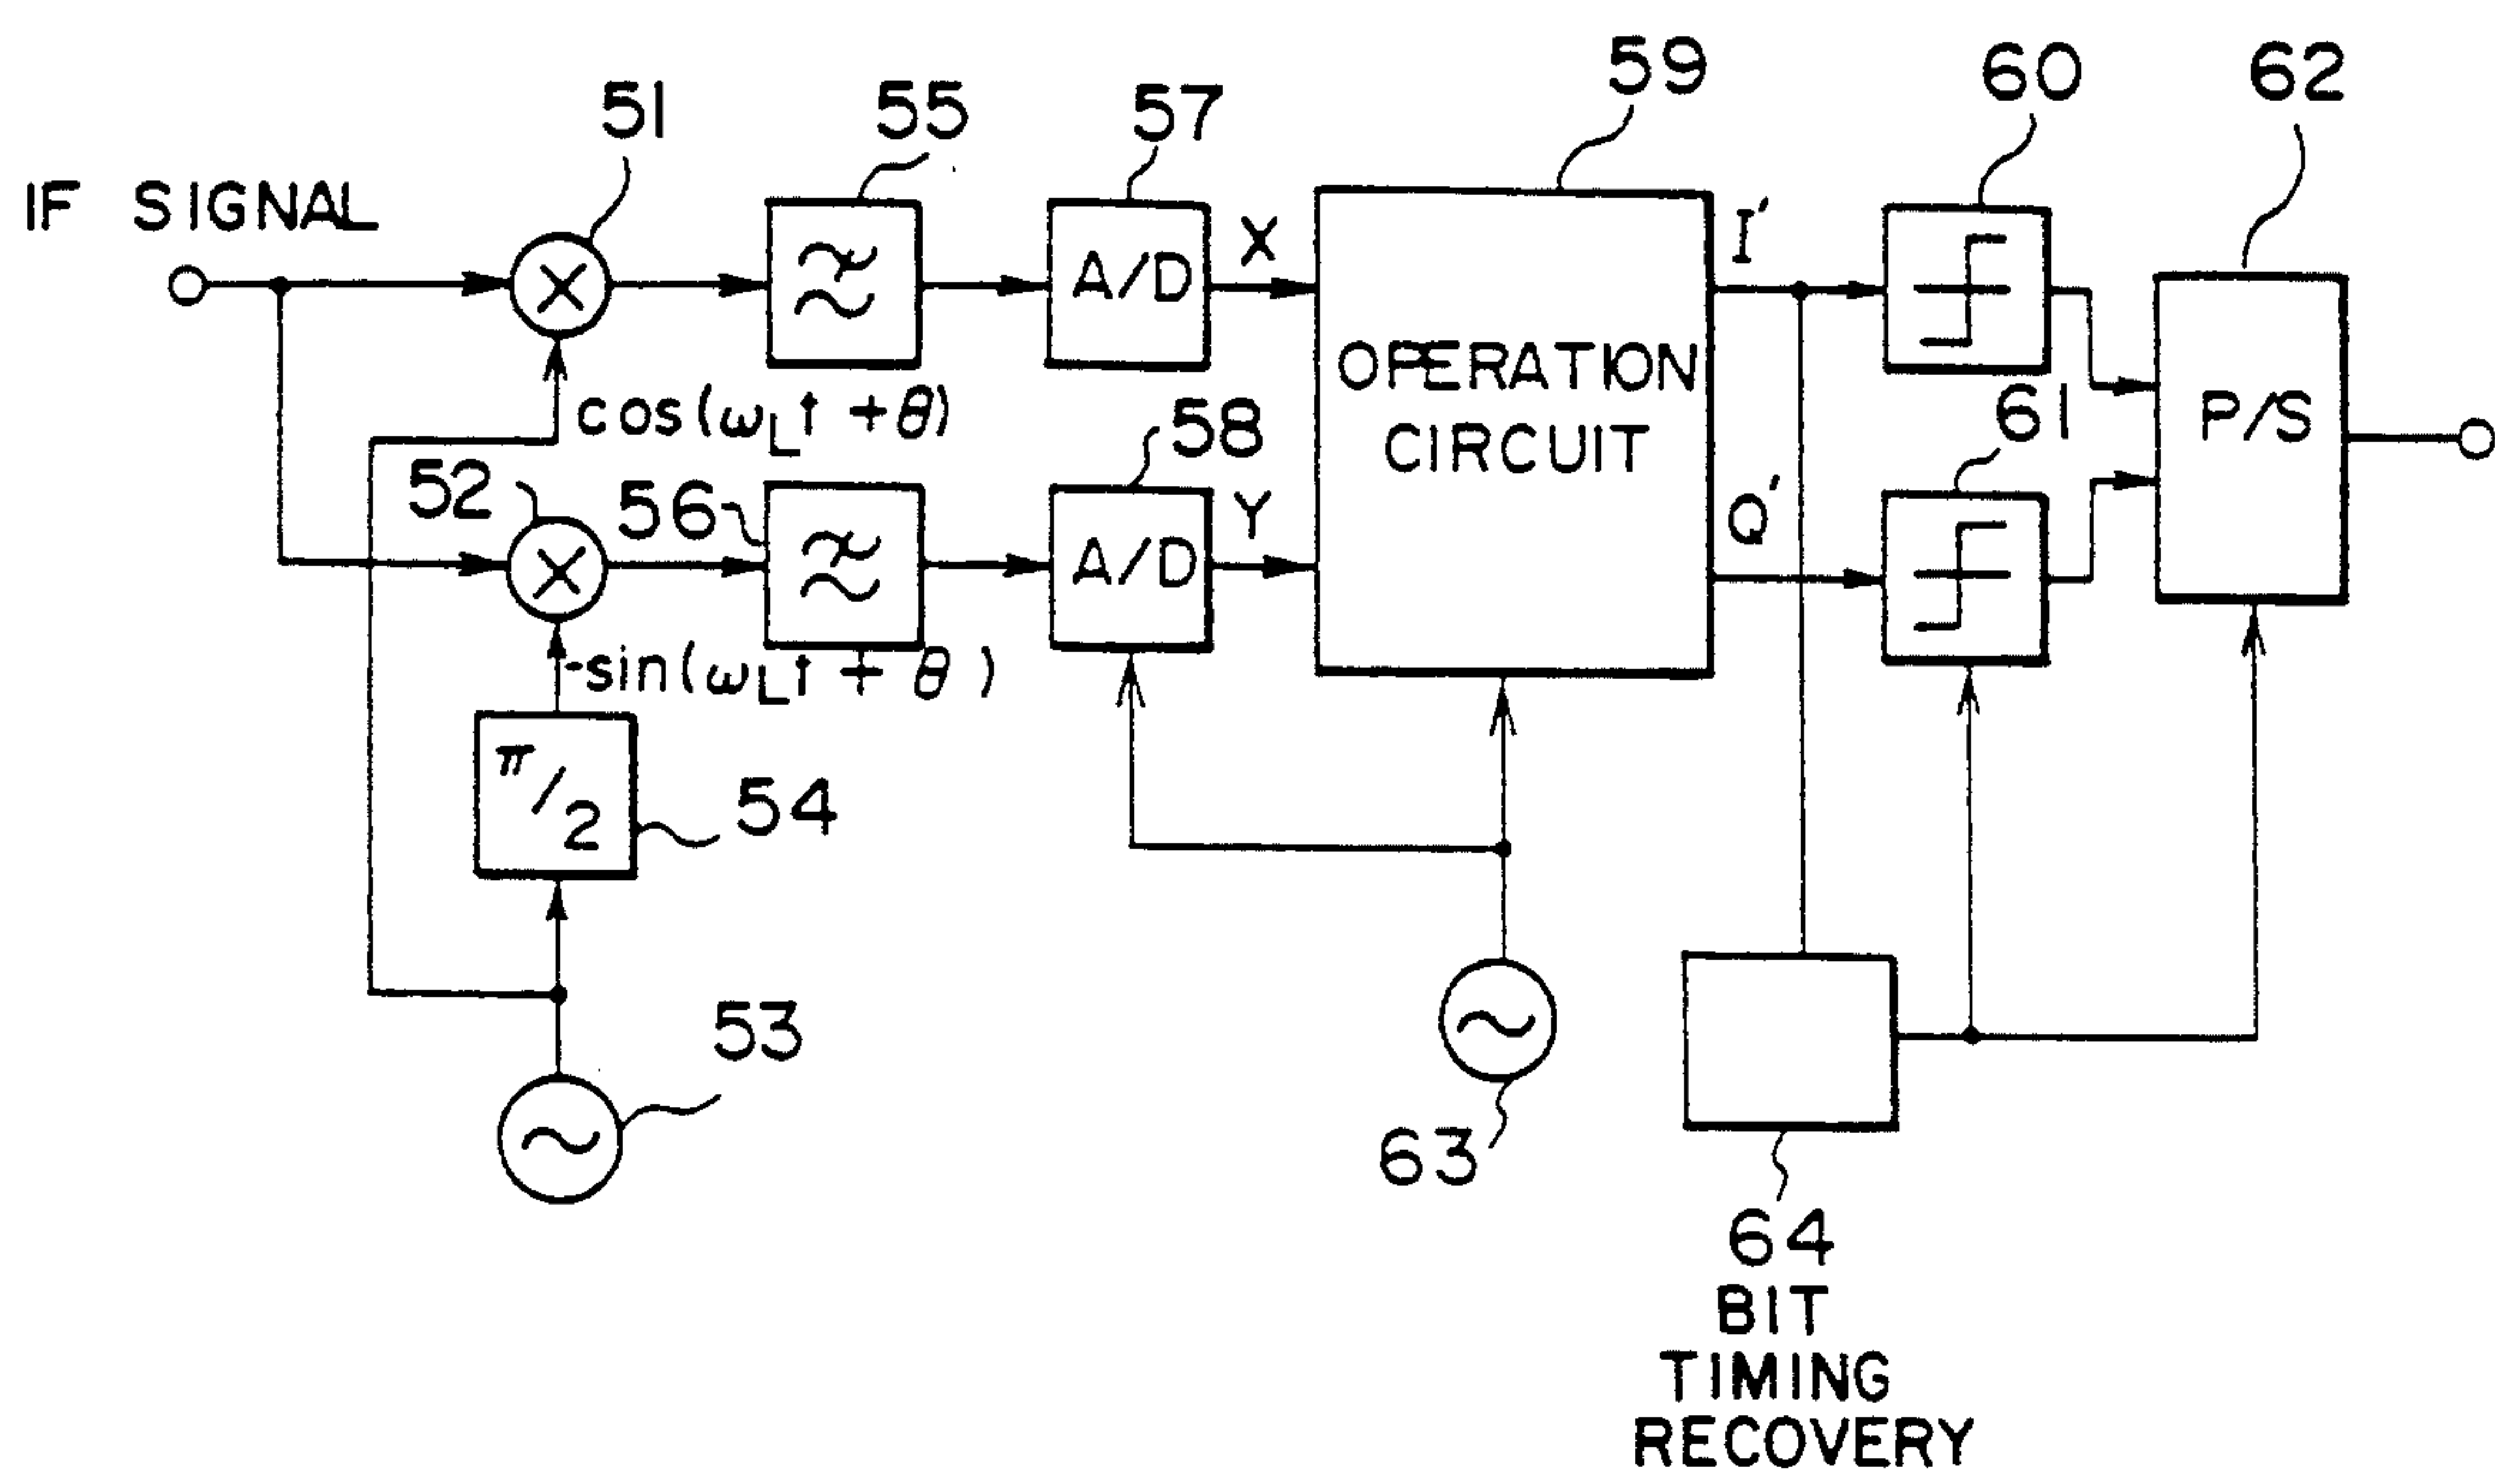 59
60
62
51
55
57
IF SIGNAL
X
I'
A/D
OPERATION
CIRCUIT
cos(ωLt + θ)
58
61
P/S
52
56
Y
Q'
A/D
-sin(ωLt + θ)
π/2
54
53
63
64
BIT
TIMING
RECOVERY